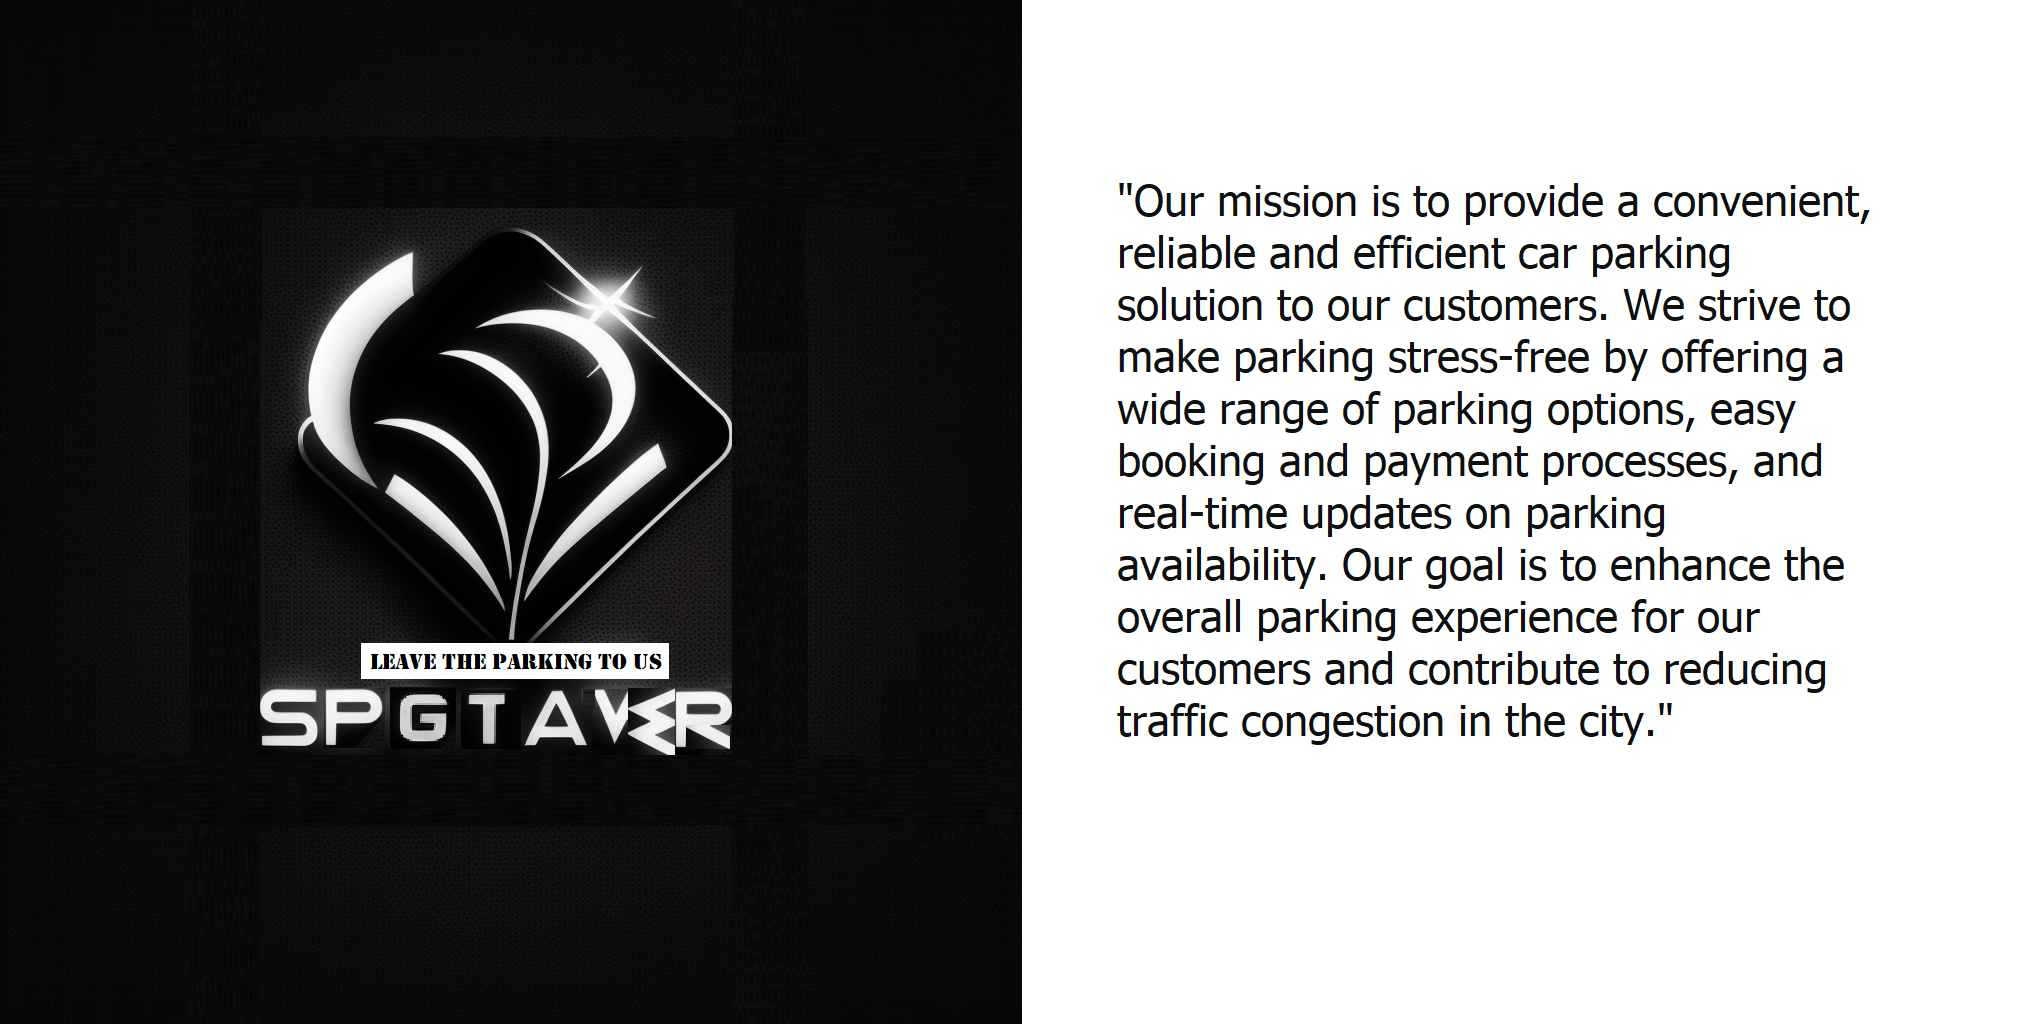 LEAVE THE PARKING TO US
SPGTAVER
"Our mission is to provide a convenient,
reliable and efficient car parking
solution to our customers. We strive to
make parking stress-free by offering a
wide range of parking options, easy
booking and payment processes, and
real-time updates on parking
availability. Our goal is to enhance the
overall parking experience for our
customers and contribute to reducing
traffic congestion in the city."